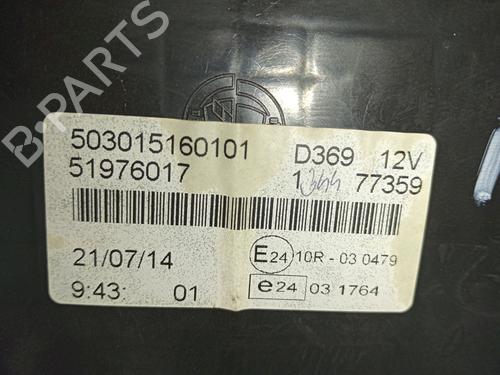 B-PARTS
503015160101 D369 12V
51976017 1344 77359
21/07/14 E24 10R - 03 0479
9:43 01 e24 03 1764